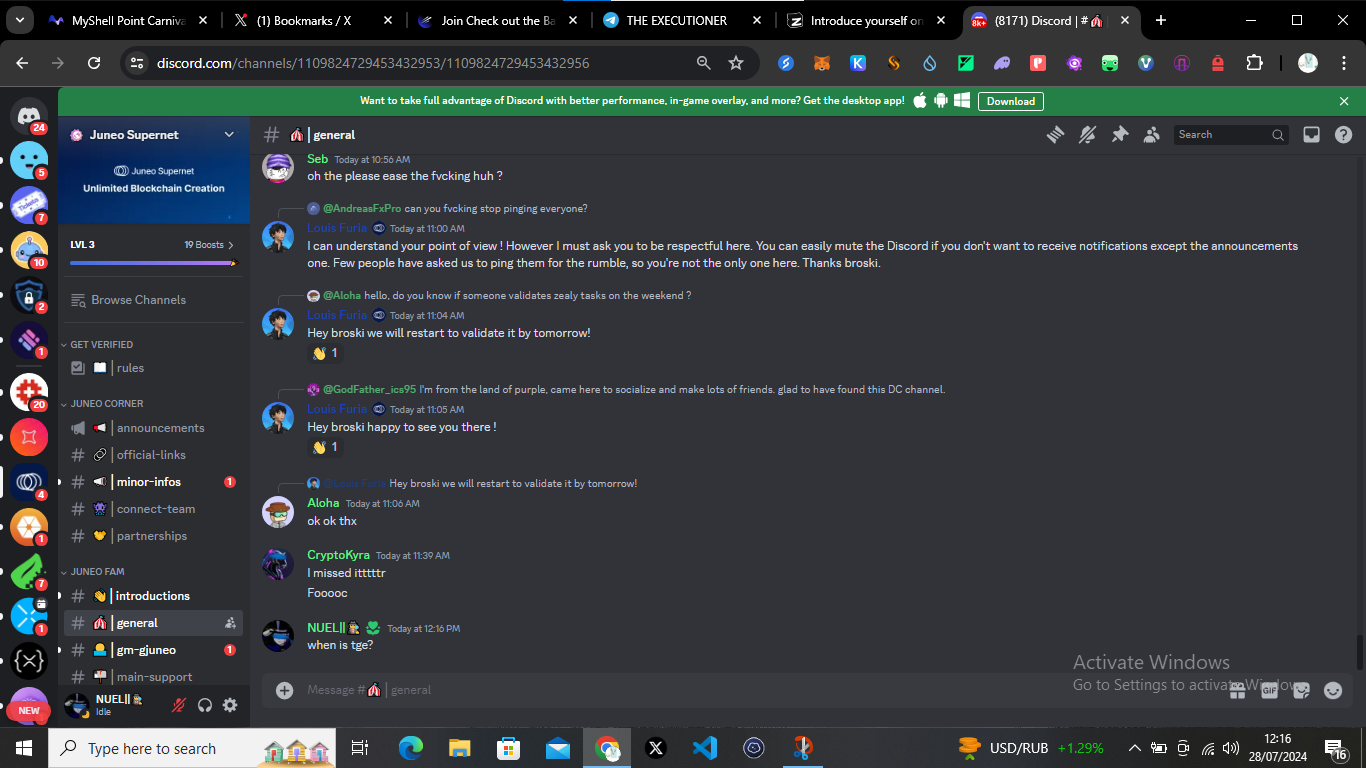 MyShell Point Carniva
(1) Bookmarks / X
Join Check out the Ba
THE EXECUTIONER
Introduce yourself on
(8171) Discord | #
discord.com/channels/1109824729453432953/1109824729453432956
Want to take full advantage of Discord with better performance, in-game overlay, and more? Get the desktop app!
Download
24
5
7
10
2
1
20
4
1
7
1
NEW
Juneo Supernet
Juneo Supernet
Unlimited Blockchain Creation
LVL 3
19 Boosts
Browse Channels
GET VERIFIED
rules
JUNEO CORNER
announcements
official-links
minor-infos 1
connect-team
partnerships
JUNEO FAM
introductions
general
gm-gjuneo 1
main-support
NUEL||
Idle
# | general
Search
Seb Today at 10:56 AM
oh the please ease the fvcking huh ?
@AndreasFxPro can you fvcking stop pinging everyone?
Louis Furia Today at 11:00 AM
I can understand your point of view ! However I must ask you to be respectful here. You can easily mute the Discord if you don't want to receive notifications except the announcements
one. Few people have asked us to ping them for the rumble, so you're not the only one here. Thanks broski.
@Aloha hello, do you know if someone validates zealy tasks on the weekend ?
Louis Furia Today at 11:04 AM
Hey broski we will restart to validate it by tomorrow!
👋 1
@GodFather_ics95 I'm from the land of purple, came here to socialize and make lots of friends. glad to have found this DC channel.
Louis Furia Today at 11:05 AM
Hey broski happy to see you there !
👋 1
@Louis Furia Hey broski we will restart to validate it by tomorrow!
Aloha Today at 11:06 AM
ok ok thx
CryptoKyra Today at 11:39 AM
I missed itttttr
Fooooc
NUEL|| Today at 12:16 PM
when is tge?
Message # | general
GIF
Activate Windows
Go to Settings to activate Windows.
Type here to search
USD/RUB +1.29%
12:16
28/07/2024
16